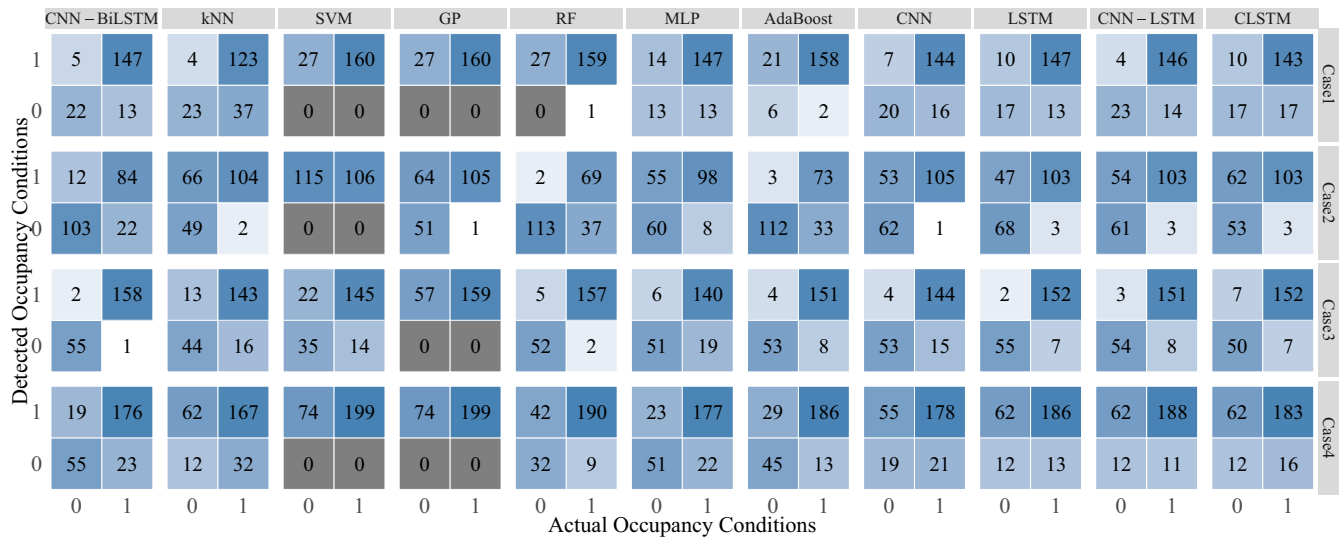 CNN – BiLSTM kNN SVM GP RF MLP AdaBoost CNN LSTM CNN – LSTM CLSTM
1 5 147 4 123 27 160 27 160 27 159 14 147 21 158 7 144 10 147 4 146 10 143
0 22 13 23 37 0 0 0 0 0 1 13 13 6 2 20 16 17 13 23 14 17 17
Case1
1 12 84 66 104 115 106 64 105 2 69 55 98 3 73 53 105 47 103 54 103 62 103
0 103 22 49 2 0 0 51 1 113 37 60 8 112 33 62 1 68 3 61 3 53 3
Case2
1 2 158 13 143 22 145 57 159 5 157 6 140 4 151 4 144 2 152 3 151 7 152
0 55 1 44 16 35 14 0 0 52 2 51 19 53 8 53 15 55 7 54 8 50 7
Case3
1 19 176 62 167 74 199 74 199 42 190 23 177 29 186 55 178 62 186 62 188 62 183
0 55 23 12 32 0 0 0 0 32 9 51 22 45 13 19 21 12 13 12 11 12 16
Case4
0 1 0 1 0 1 0 1 0 1 0 1 0 1 0 1 0 1 0 1 0 1
Detected Occupancy Conditions
Actual Occupancy Conditions